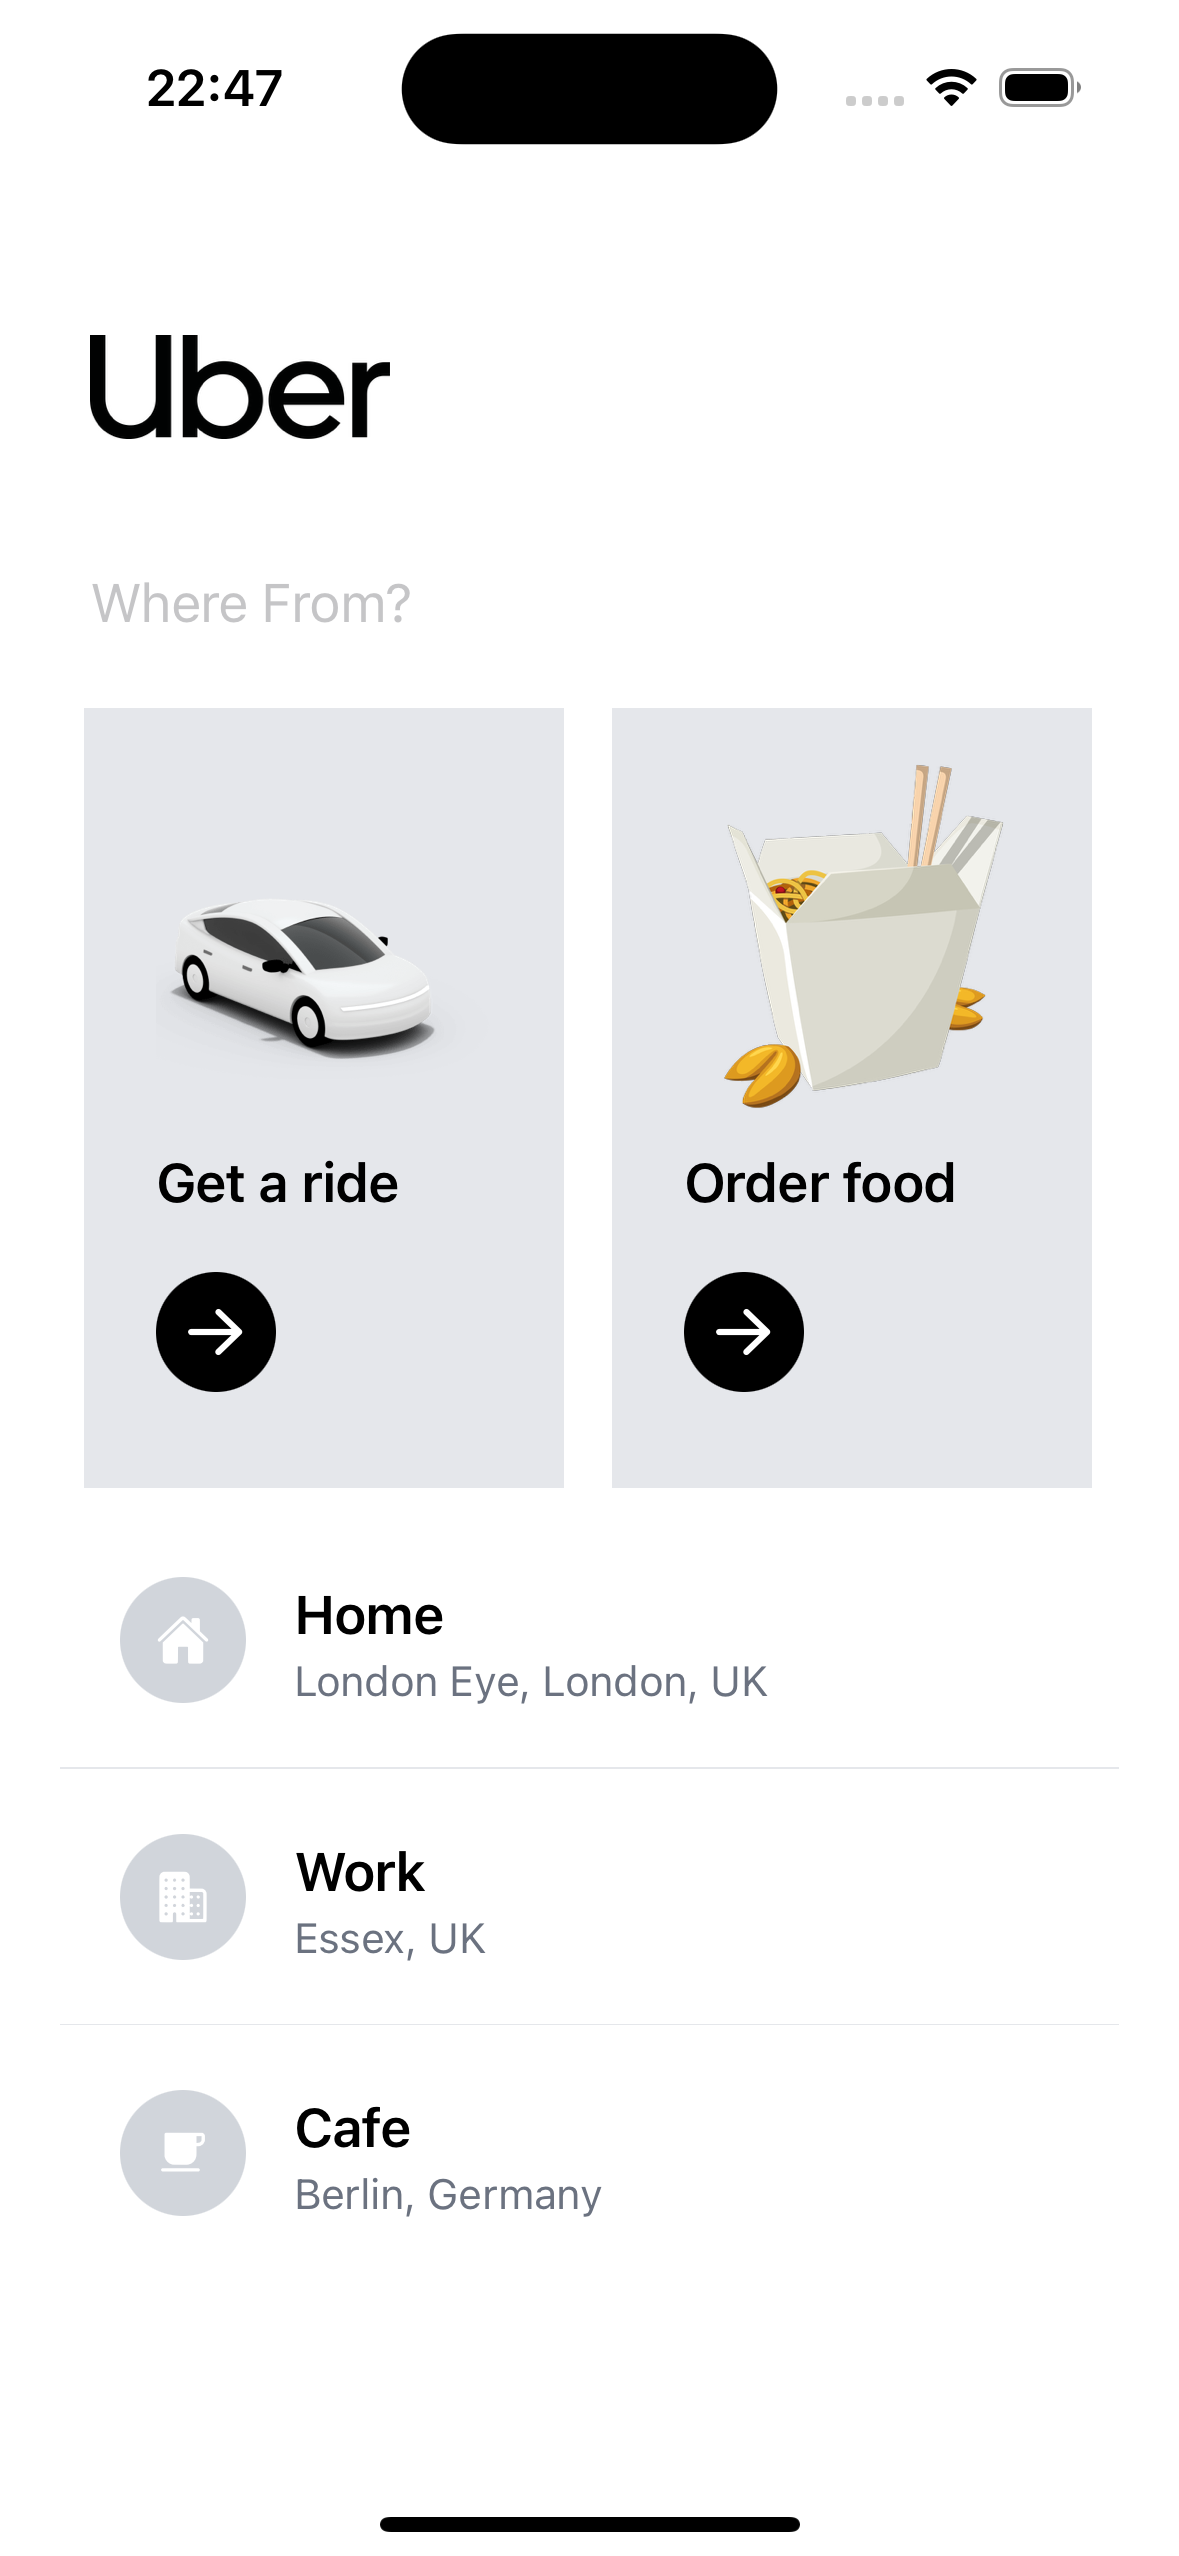 22:47
Uber
Where From?
Get a ride
Order food
Home
London Eye, London, UK
Work
Essex, UK
Cafe
Berlin, Germany